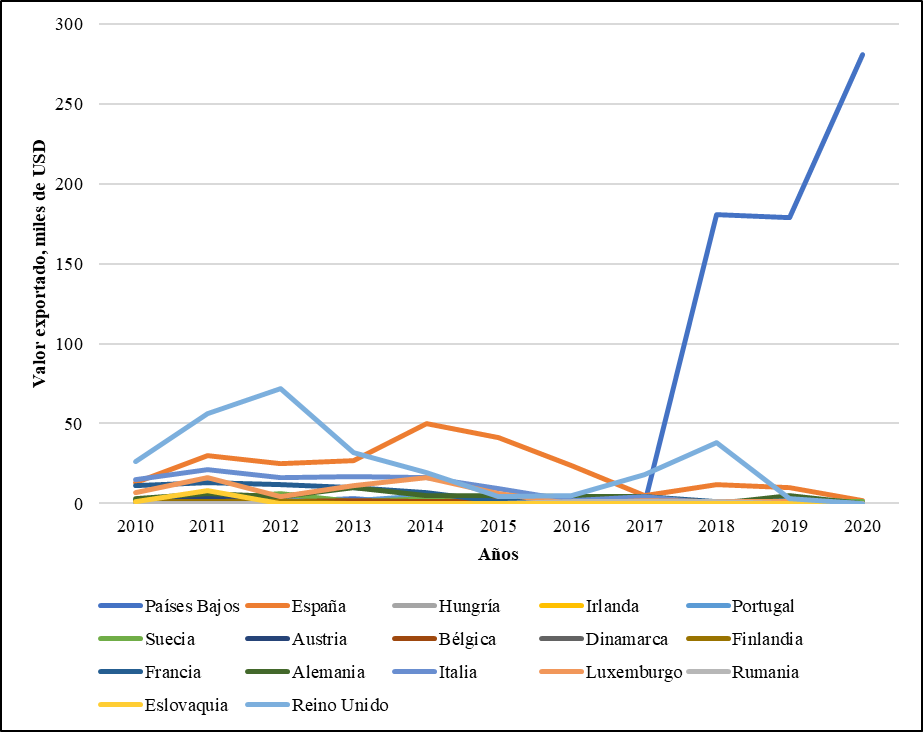 300
250
200
150
100
50
0
Valor exportado, miles de USD
2010 2011 2012 2013 2014 2015 2016 2017 2018 2019 2020
Años
Países Bajos España Hungría Irlanda Portugal
Suecia Austria Bélgica Dinamarca Finlandia
Francia Alemania Italia Luxemburgo Rumania
Eslovaquia Reino Unido